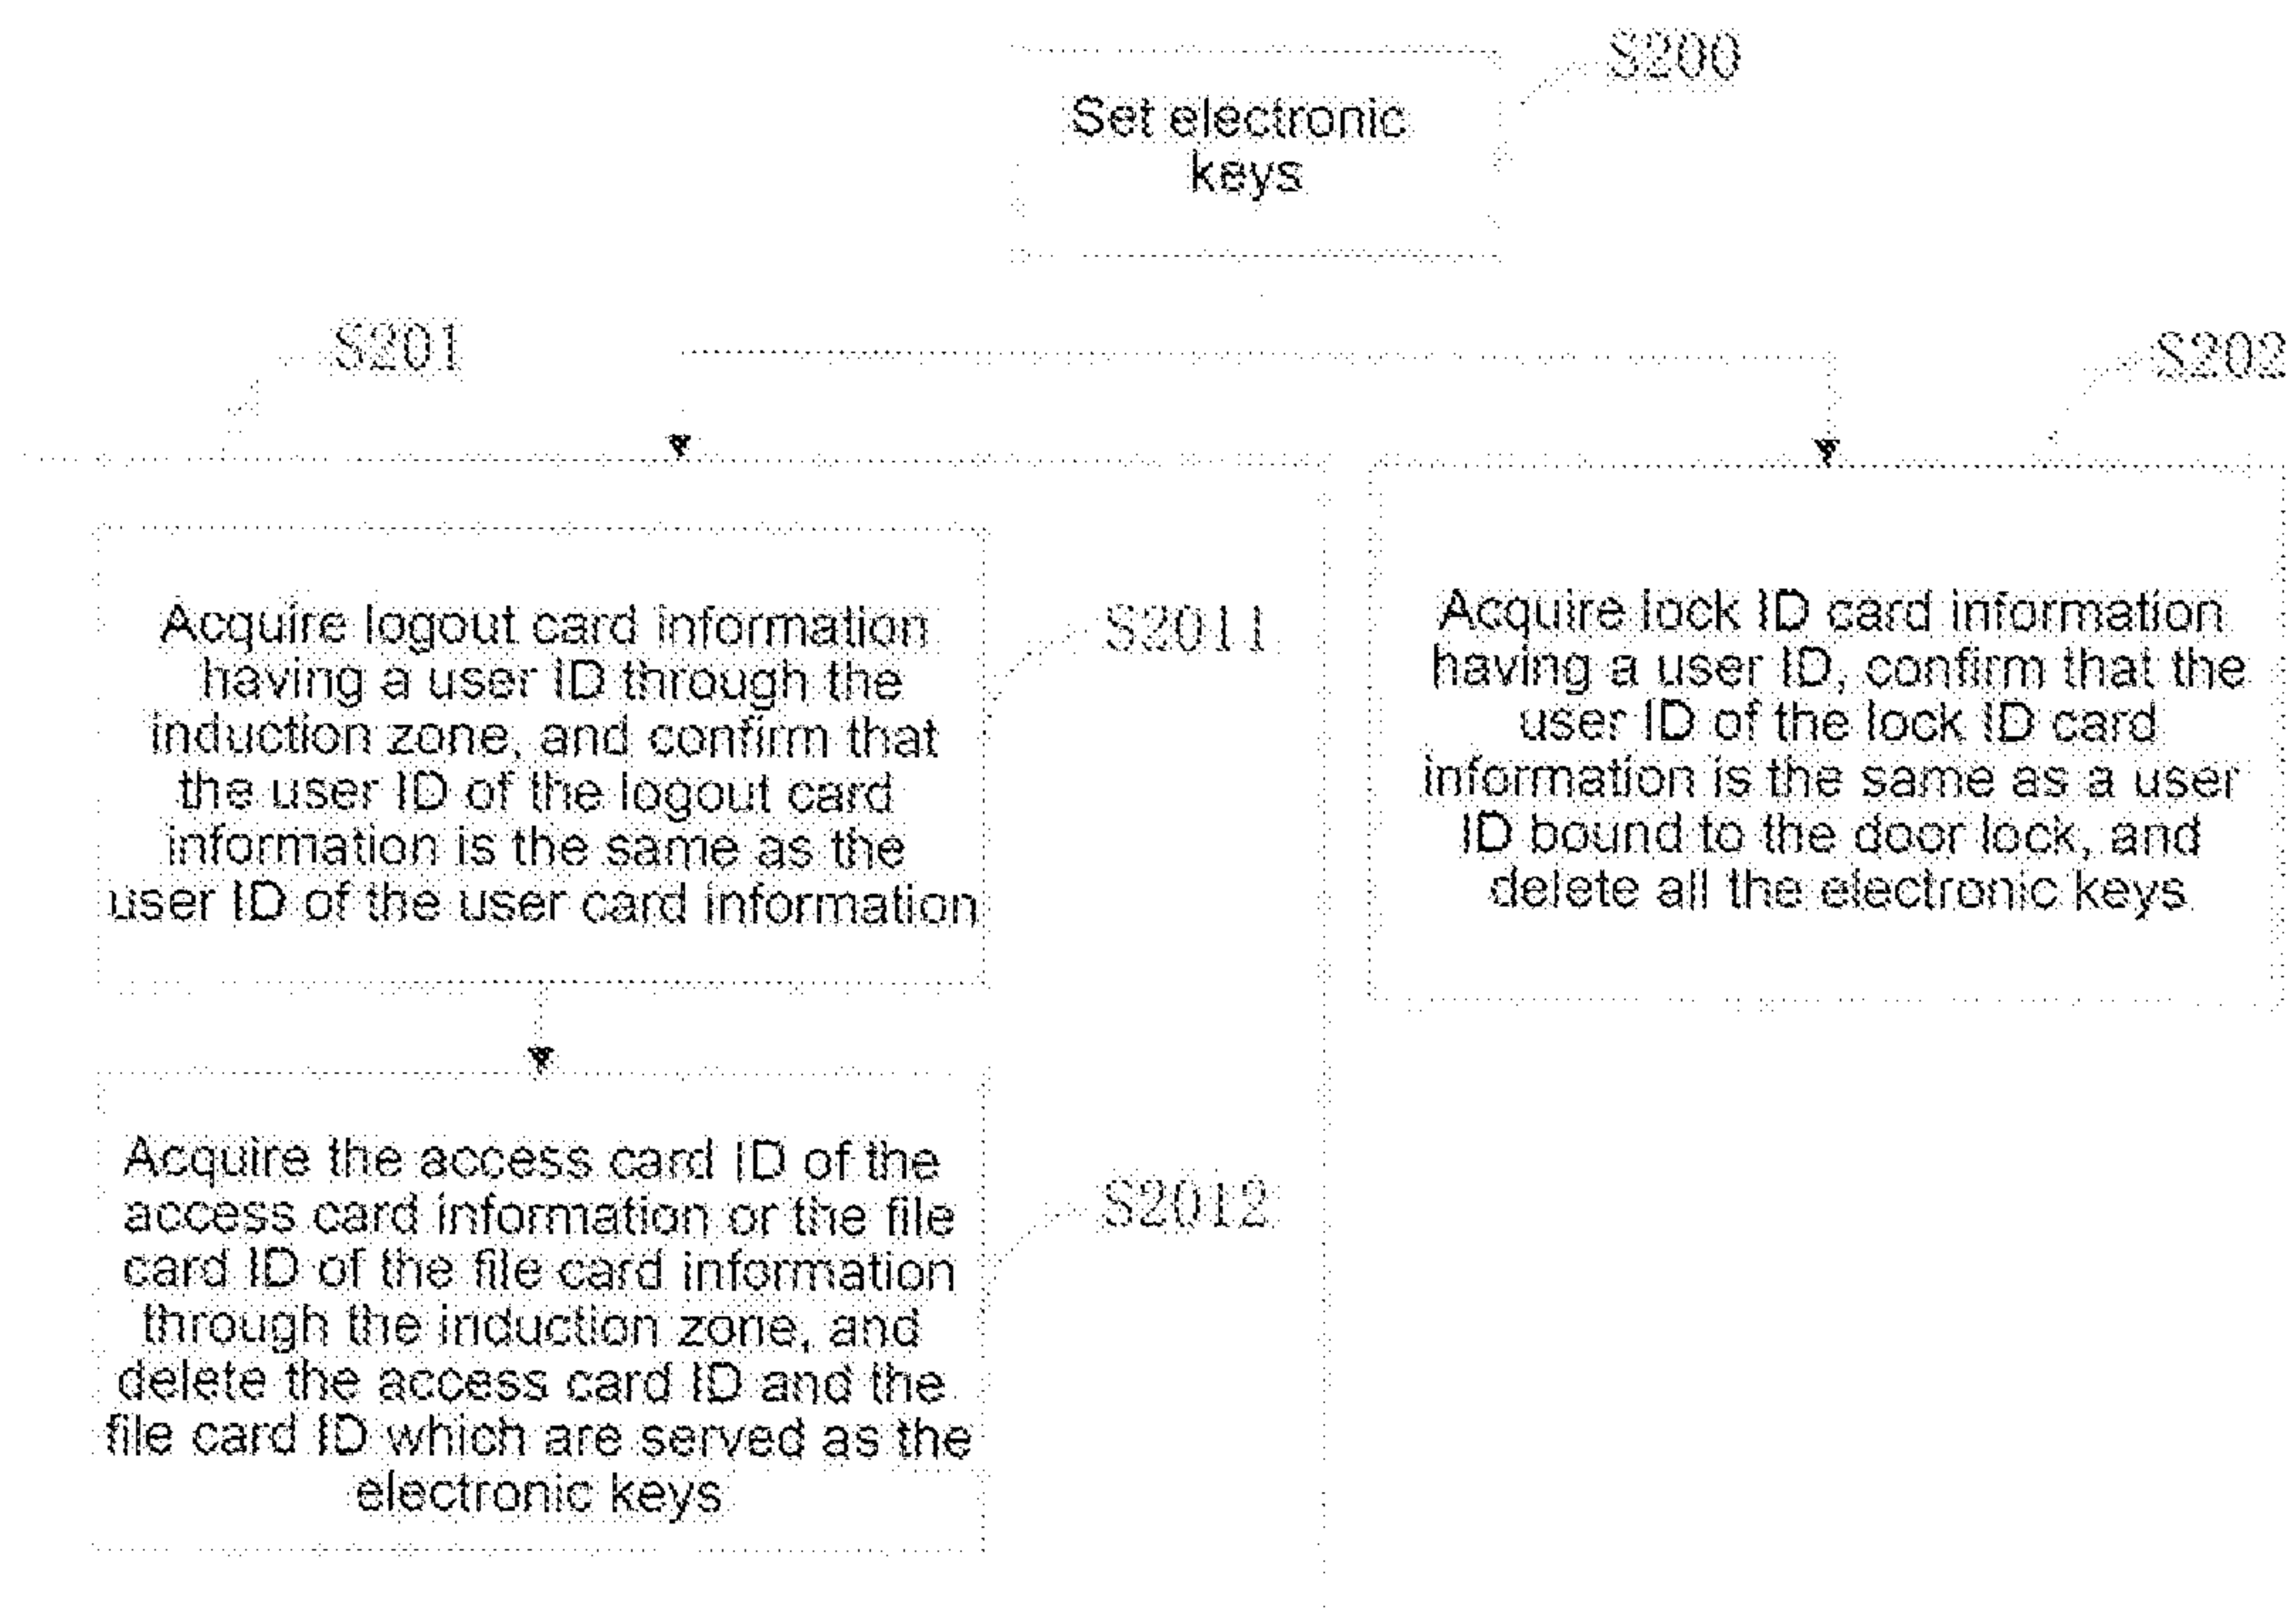 S200
Set electronic
keys
S201
S202
Acquire logout card information
having a user ID through the
induction zone, and confirm that
the user ID of the logout card
information is the same as the
user ID of the user card information
S2011
Acquire lock ID card information
having a user ID, confirm that the
user ID of the lock ID card
information is the same as a user
ID bound to the door lock, and
delete all the electronic keys
Acquire the access card ID of the
access card information or the file
card ID of the file card information
through the induction zone, and
delete the access card ID and the
file card ID which are served as the
electronic keys
S2012